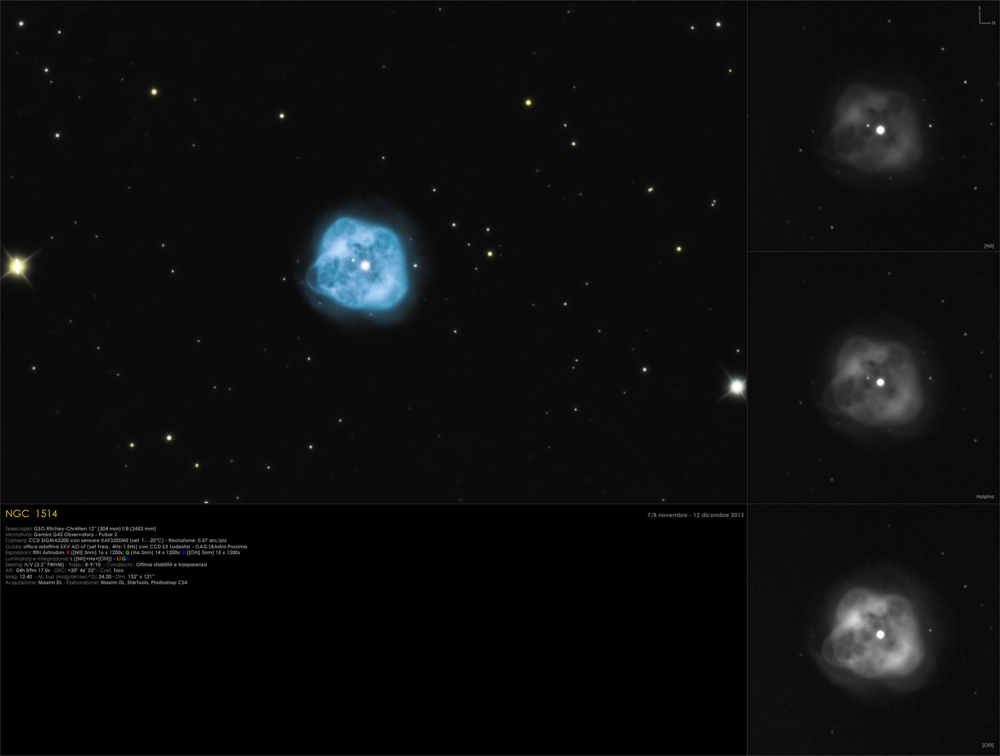 E
N
[NII]
Halpha
NGC 1514
7/8 novembre - 12 dicembre 2013
Telescopio: GSO Ritchey-Chrétien 12" (304 mm) f/8 (2452 mm)
Montatura: Gemini G42 Observatory - Pulsar 2
Camera: CCD SIGMA3200 con sensore KAF3200ME (set. T.: -20°C) - Risoluzione: 0.57 arc/pix
Guida: ottica adattiva SXV AO-LF (set Freq.: 4Hz-1.5Hz) con CCD SX Lodestar - OAG LBAstro Proxima
Esposizioni: filtri Astrodon, R ([NII] 3nm) 16 x 1200s; G (Ha 3nm) 14 x 1200s; B ([OIII] 3nm) 15 x 1200s
Luminanza e integrazione: L ([NII]+Ha+[OIII]) - LRGB
Seeing: II/V (2.2" FWHM) - Trasp.: 8-9/10 - Condizioni.: Ottima stabilità e trasparenza
AR: 04h 09m 17.0s - DEC: +30° 46' 33" - Cost. Toro
Mag. 12.40 - M. Sup (mag/arcsec^2): 24.20 - Dim. 132" x 121"
Acquisizione: Maxim DL - Elaborazione: Maxim DL, StarTools, Photoshop CS4
[OIII]